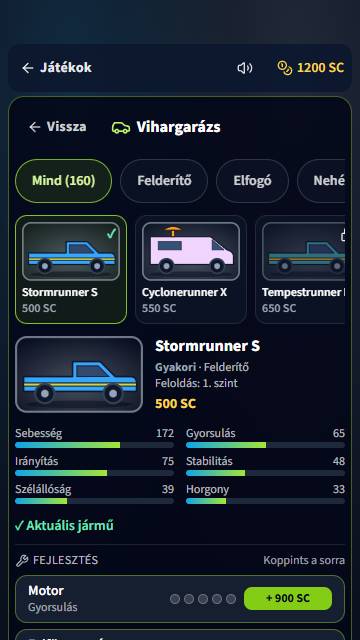 ← Játékok
1200 SC
← Vissza
Vihargarázs
Mind (160)
Felderítő
Elfogó
Stormrunner S
500 SC
Cyclonerunner X
550 SC
Tempestrunner
650 SC
Stormrunner S
Gyakori · Felderítő
Feloldás: 1. szint
500 SC
Sebesség 172
Gyorsulás 65
Irányítás 75
Stabilitás 48
Szélállóság 39
Horgony 33
✓ Aktuális jármű
FEJLESZTÉS
Koppints a sorra
Motor
Gyorsulás
+ 900 SC